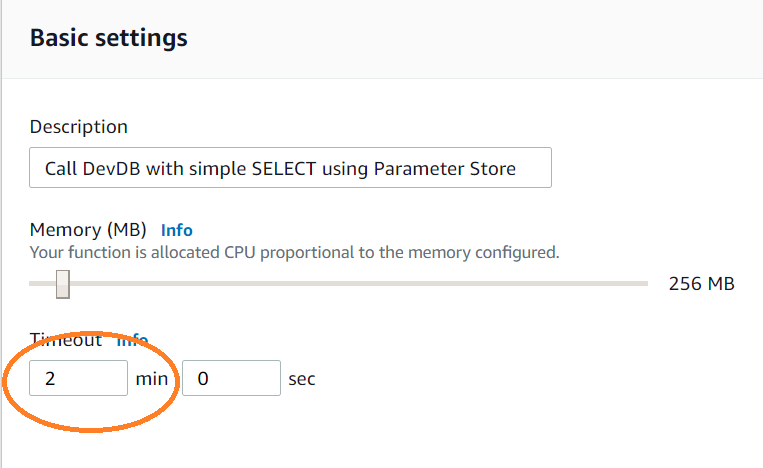 Basic settings
Description
Call DevDB with simple SELECT using Parameter Store
Memory (MB) Info
Your function is allocated CPU proportional to the memory configured.
256 MB
Timeout Info
2 min 0 sec